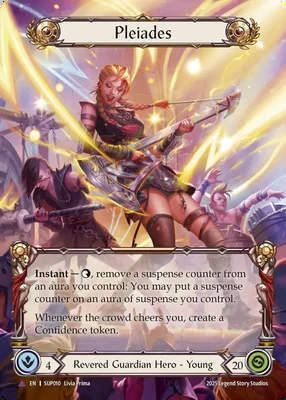 Pleiades
Instant – , remove a suspense counter from
an aura you control: You may put a
suspense counter on an aura of suspense you control.
Whenever the crowd cheers you, create a
Confidence token.
4
Revered Guardian Hero - Young
20
EN | SUP010 Livia Prima
2025 Legend Story Studios